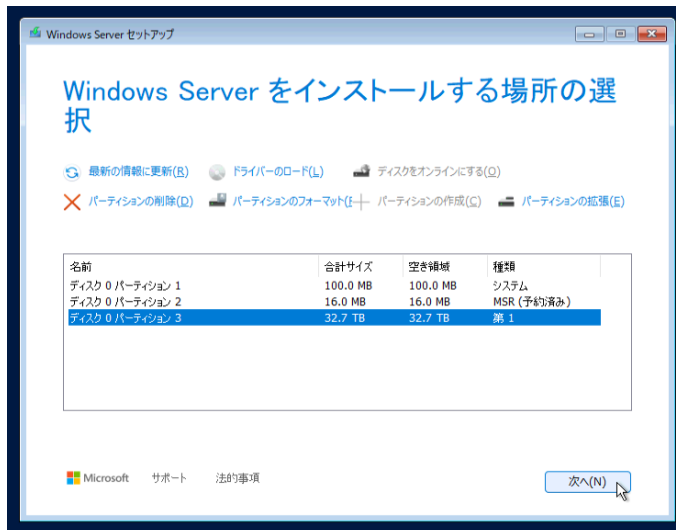 Windows Server セットアップ
Windows Server をインストールする場所の選
択
最新の情報に更新(R) ドライバーのロード(L) ディスクをオンラインにする(O)
パーティションの削除(D) パーティションのフォーマット(F パーティションの作成(C) パーティションの拡張(E)
名前 合計サイズ 空き領域 種類
ディスク 0 パーティション 1 100.0 MB 100.0 MB システム
ディスク 0 パーティション 2 16.0 MB 16.0 MB MSR (予約済み)
ディスク 0 パーティション 3 32.7 TB 32.7 TB 第 1
Microsoft サポート 法的事項
次へ(N)